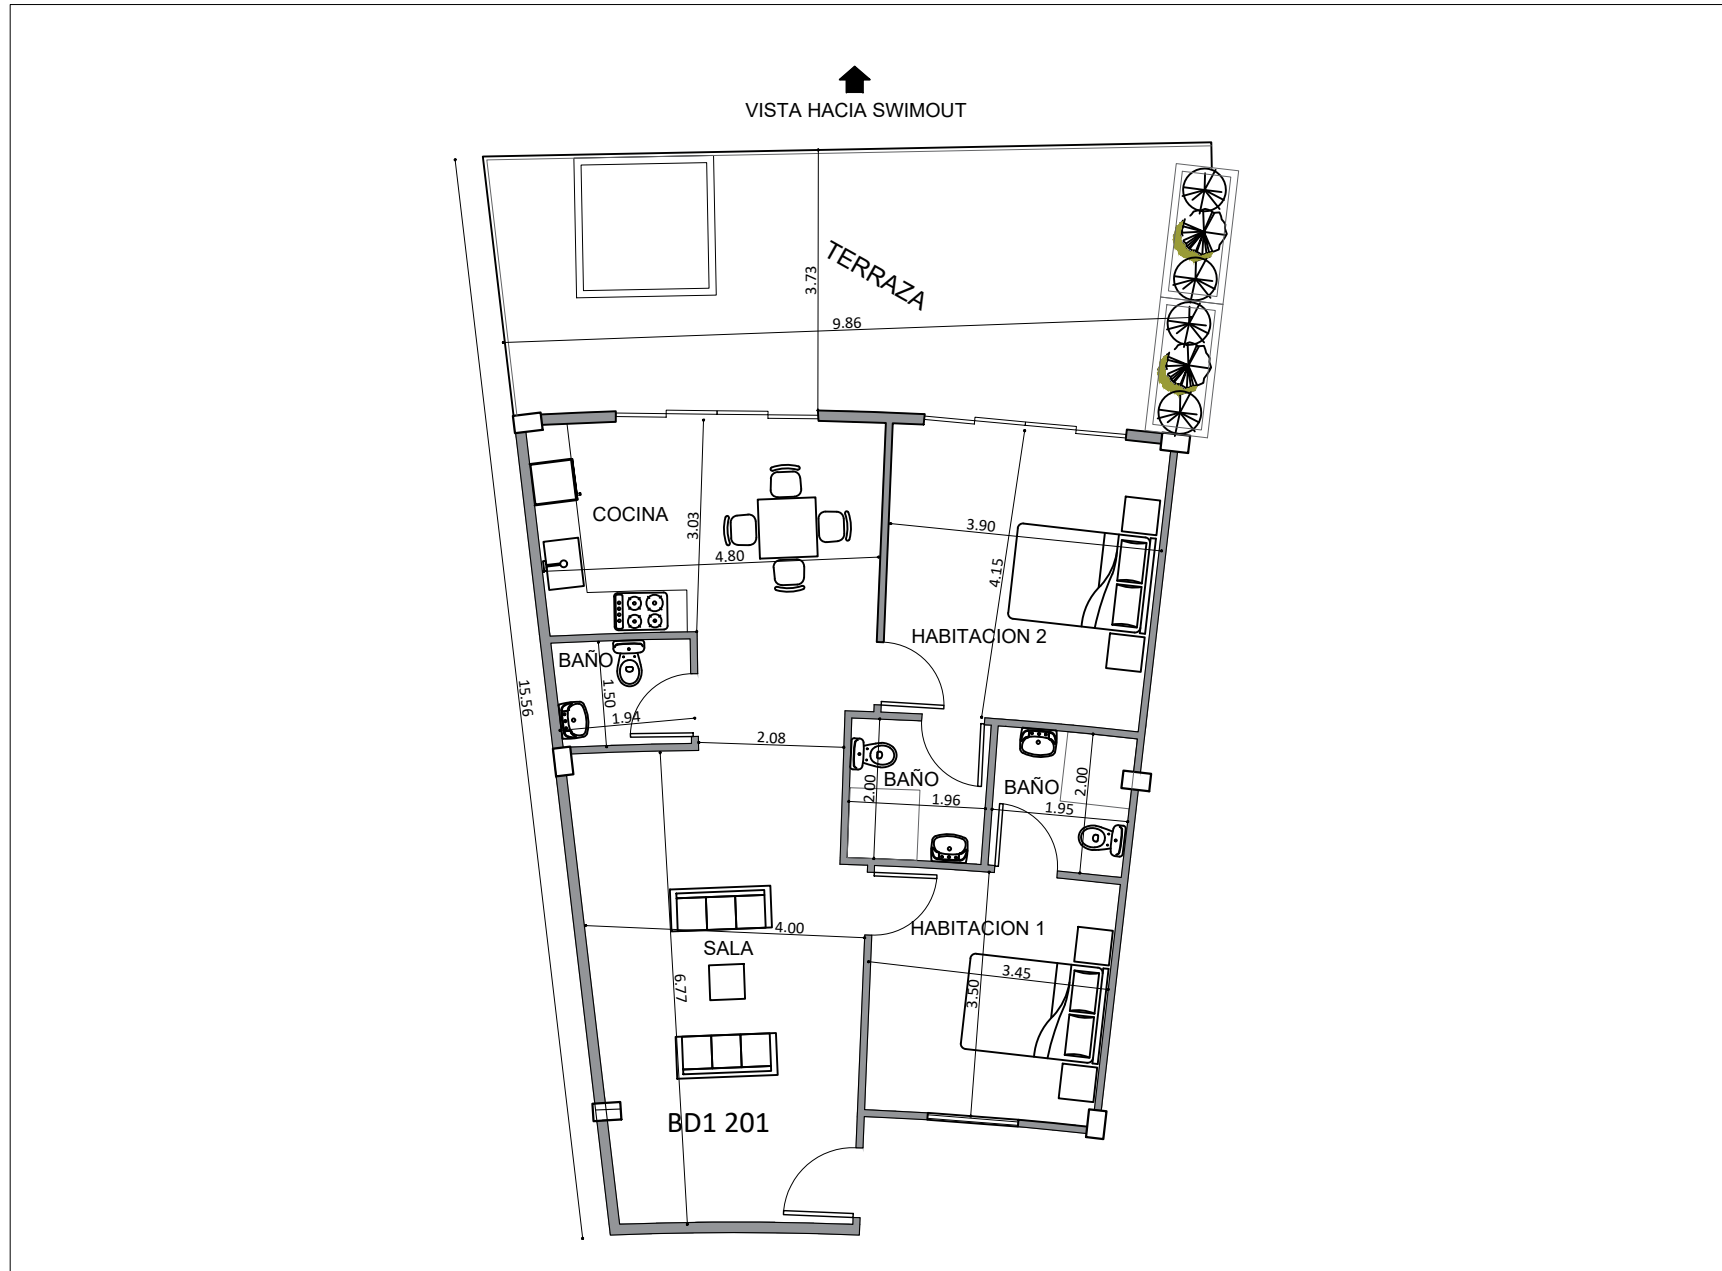 VISTA HACIA SWIMOUT
TERRAZA
3.73
9.86
COCINA
3.03
4.80
3.90
4.15
HABITACION 2
BAÑO
1.50
1.94
15.56
2.08
BAÑO
2.00
1.96
BAÑO
2.00
1.95
HABITACION 1
4.00
SALA
6.77
3.45
3.50
BD1 201